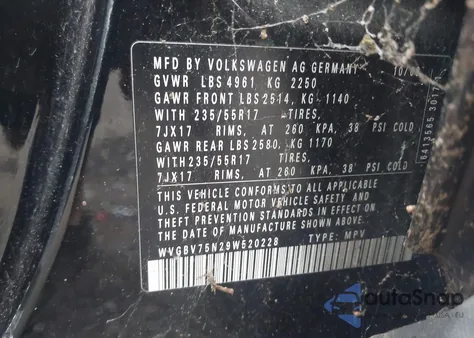 MFD BY VOLKSWAGEN AG GERMANY 10/08
GVWR LBS 4961, KG 2250
GAWR FRONT LBS 2514, KG 1140
WITH 235/55R17 -TIRES,
7JX17 RIMS, AT 260 KPA, 38 PSI COLD
GAWR REAR LBS 2580, KG 1170
WITH 235/55R17 TIRES,
7JX17 RIMS, AT 260 KPA, 38 PSI COLD
THIS VEHICLE CONFORMS TO ALL APPLICABLE
U.S. FEDERAL MOTOR VEHICLE SAFETY AND
THEFT PREVENTION STANDARDS IN EFFECT ON
THE DATE OF MANUFACTURE SHOWN ABOVE
WVGBV75N29W520228 TYPE: MPV
autoSnap